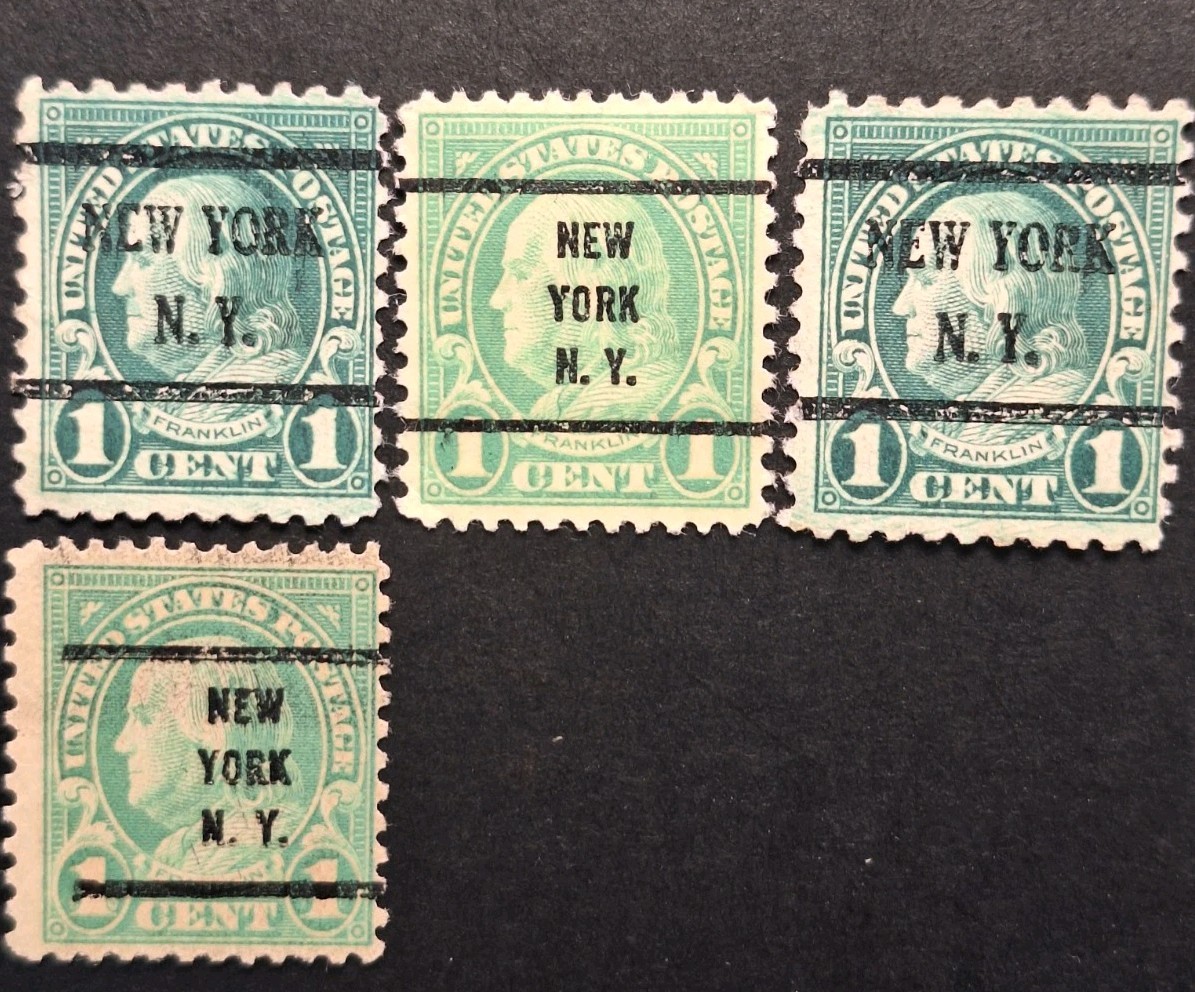 UNITED STATES POSTAGE
NEW YORK
N. Y.
FRANKLIN
1 CENT 1
UNITED STATES POSTAGE
NEW
YORK
N. Y.
FRANKLIN
1 CENT 1
UNITED STATES POSTAGE
NEW YORK
N. Y.
FRANKLIN
1 CENT 1
UNITED STATES POSTAGE
NEW
YORK
N. Y.
FRANKLIN
1 CENT 1